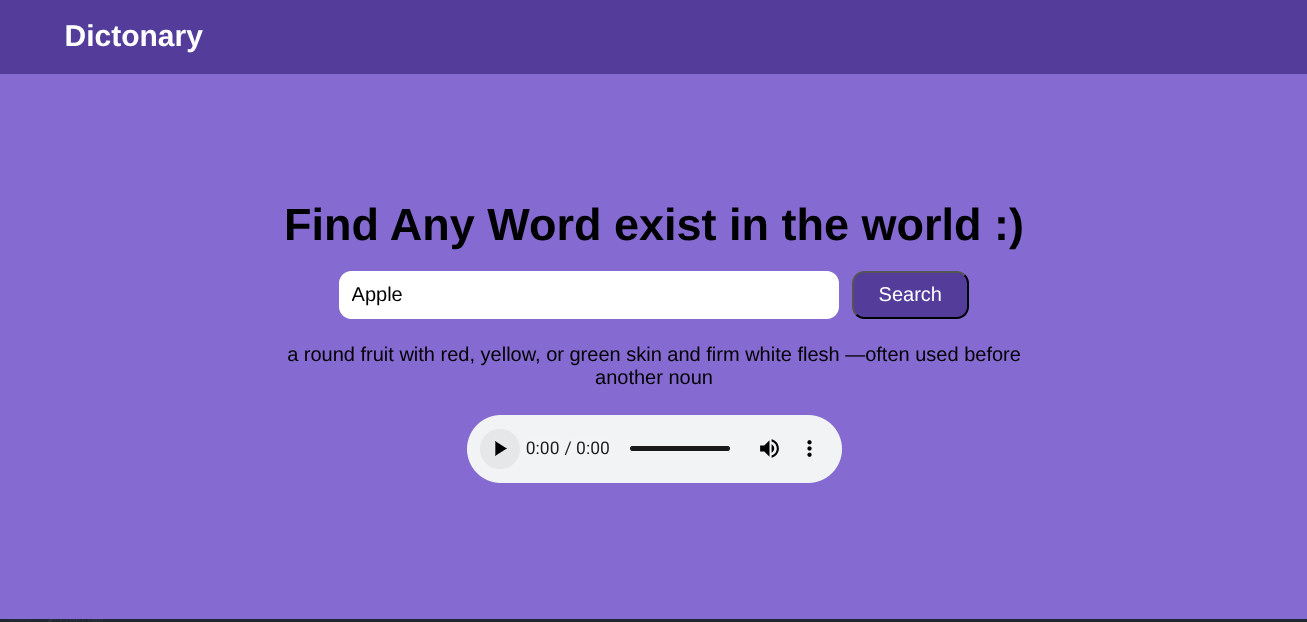 Dictonary
Find Any Word exist in the world :)
Apple
Search
a round fruit with red, yellow, or green skin and firm white flesh —often used before
another noun
0:00 / 0:00